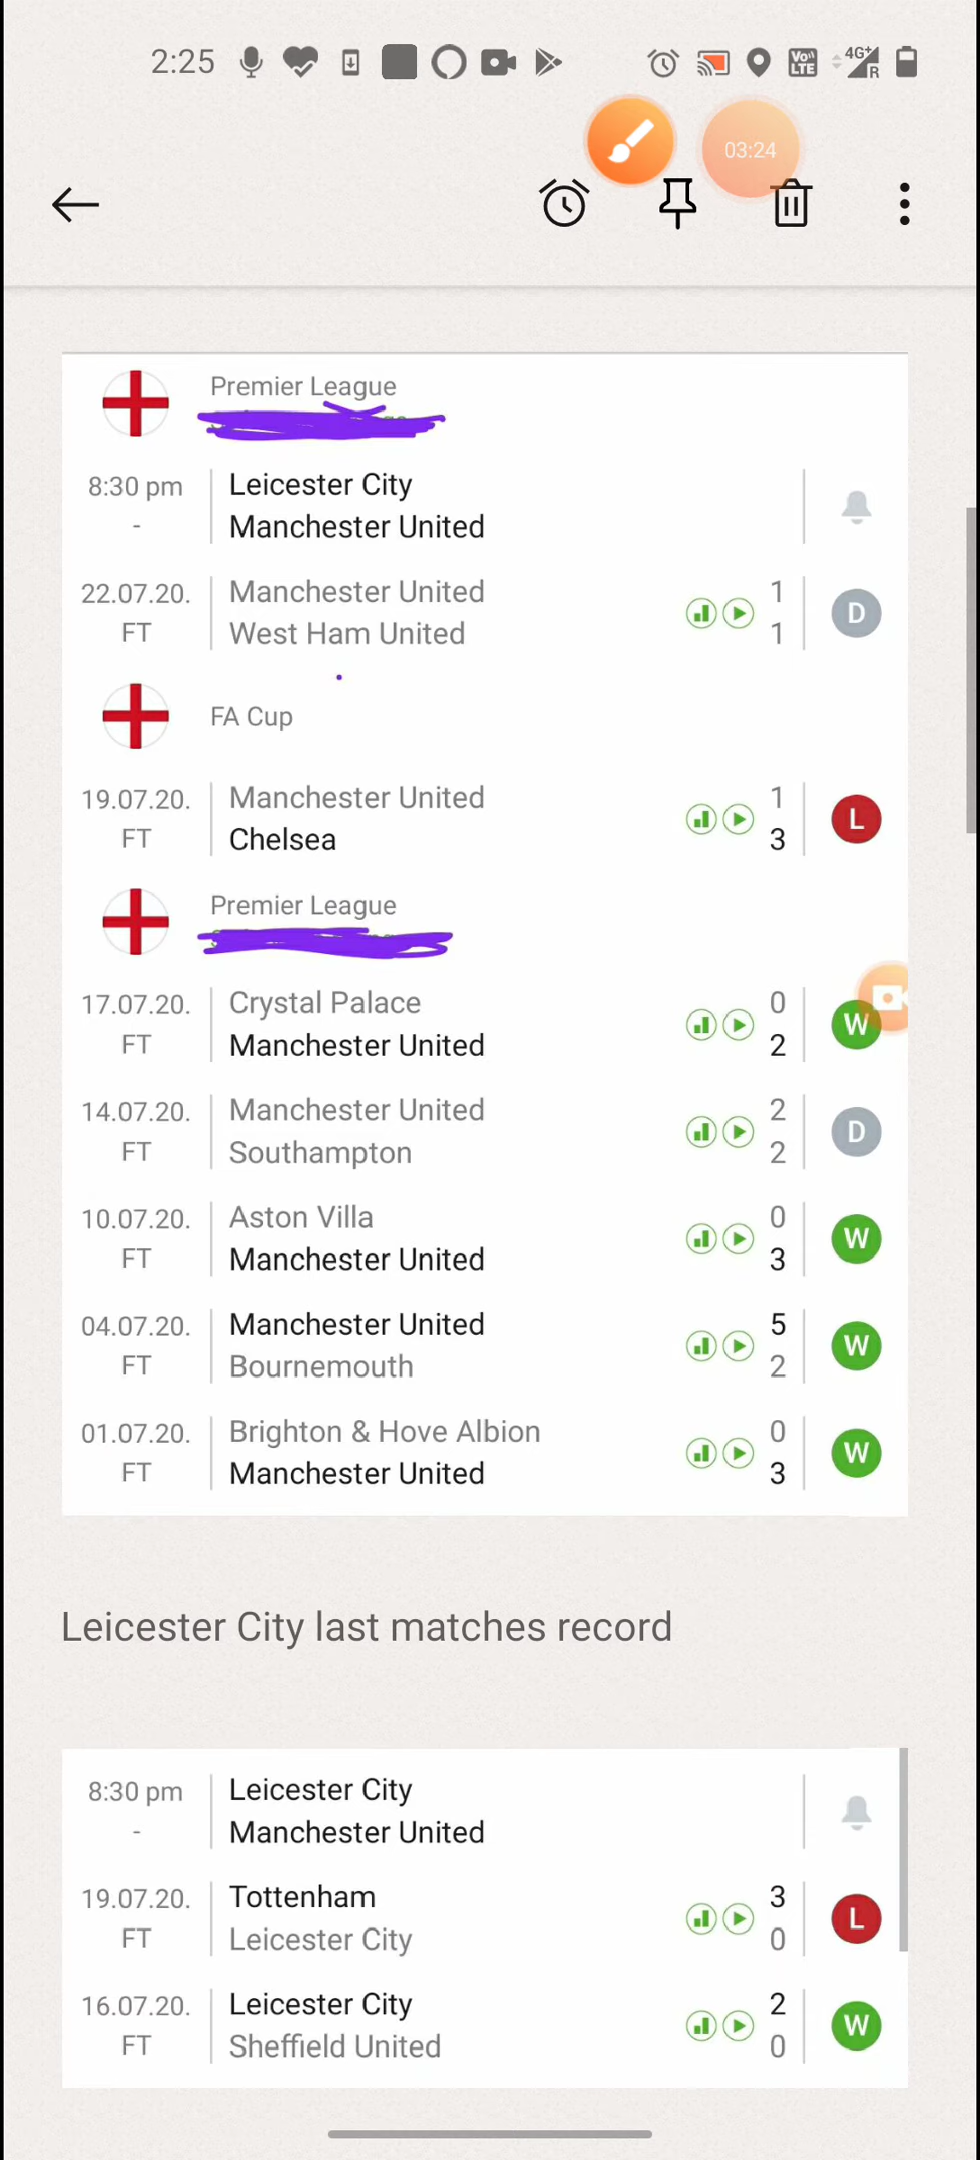 2:25
Vo)) LTE
4G+
R
03:24
Premier League
8:30 pm
Leicester City
-
Manchester United
22.07.20.
Manchester United
1
FT
West Ham United
1
D
FA Cup
19.07.20.
Manchester United
1
FT
Chelsea
3
L
Premier League
17.07.20.
Crystal Palace
0
FT
Manchester United
2
W
14.07.20.
Manchester United
2
FT
Southampton
2
D
10.07.20.
Aston Villa
0
FT
Manchester United
3
W
04.07.20.
Manchester United
5
FT
Bournemouth
2
W
01.07.20.
Brighton & Hove Albion
0
FT
Manchester United
3
W
Leicester City last matches record
8:30 pm
Leicester City
-
Manchester United
19.07.20.
Tottenham
3
FT
Leicester City
0
L
16.07.20.
Leicester City
2
FT
Sheffield United
0
W